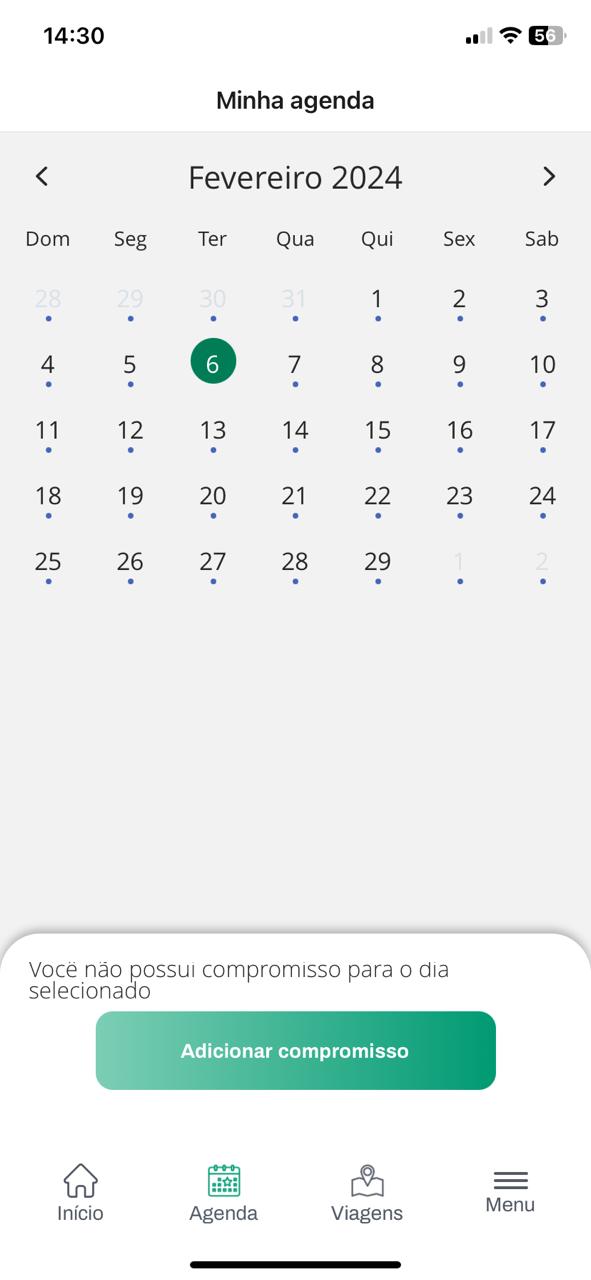 14:30
56
Minha agenda
Fevereiro 2024
Dom Seg Ter Qua Qui Sex Sab
28 29 30 31 1 2 3
4 5 6 7 8 9 10
11 12 13 14 15 16 17
18 19 20 21 22 23 24
25 26 27 28 29 1 2
Você não possui compromisso para o dia
selecionado
Adicionar compromisso
Início Agenda Viagens Menu